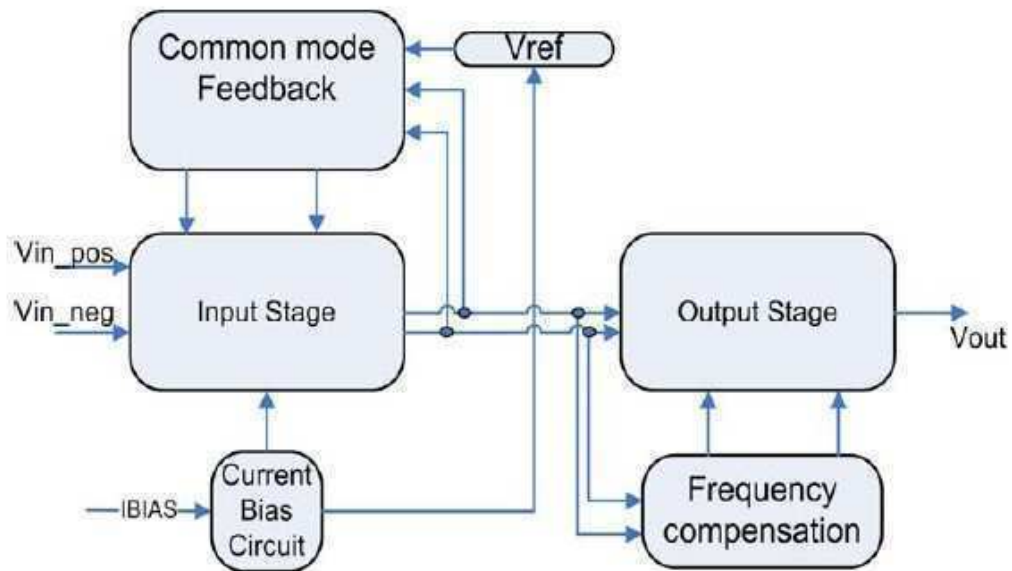 Common mode
Feedback
Vref
Vin_pos
Vin_neg
Input Stage
Output Stage
Vout
IBIAS
Current
Bias
Circuit
Frequency
compensation